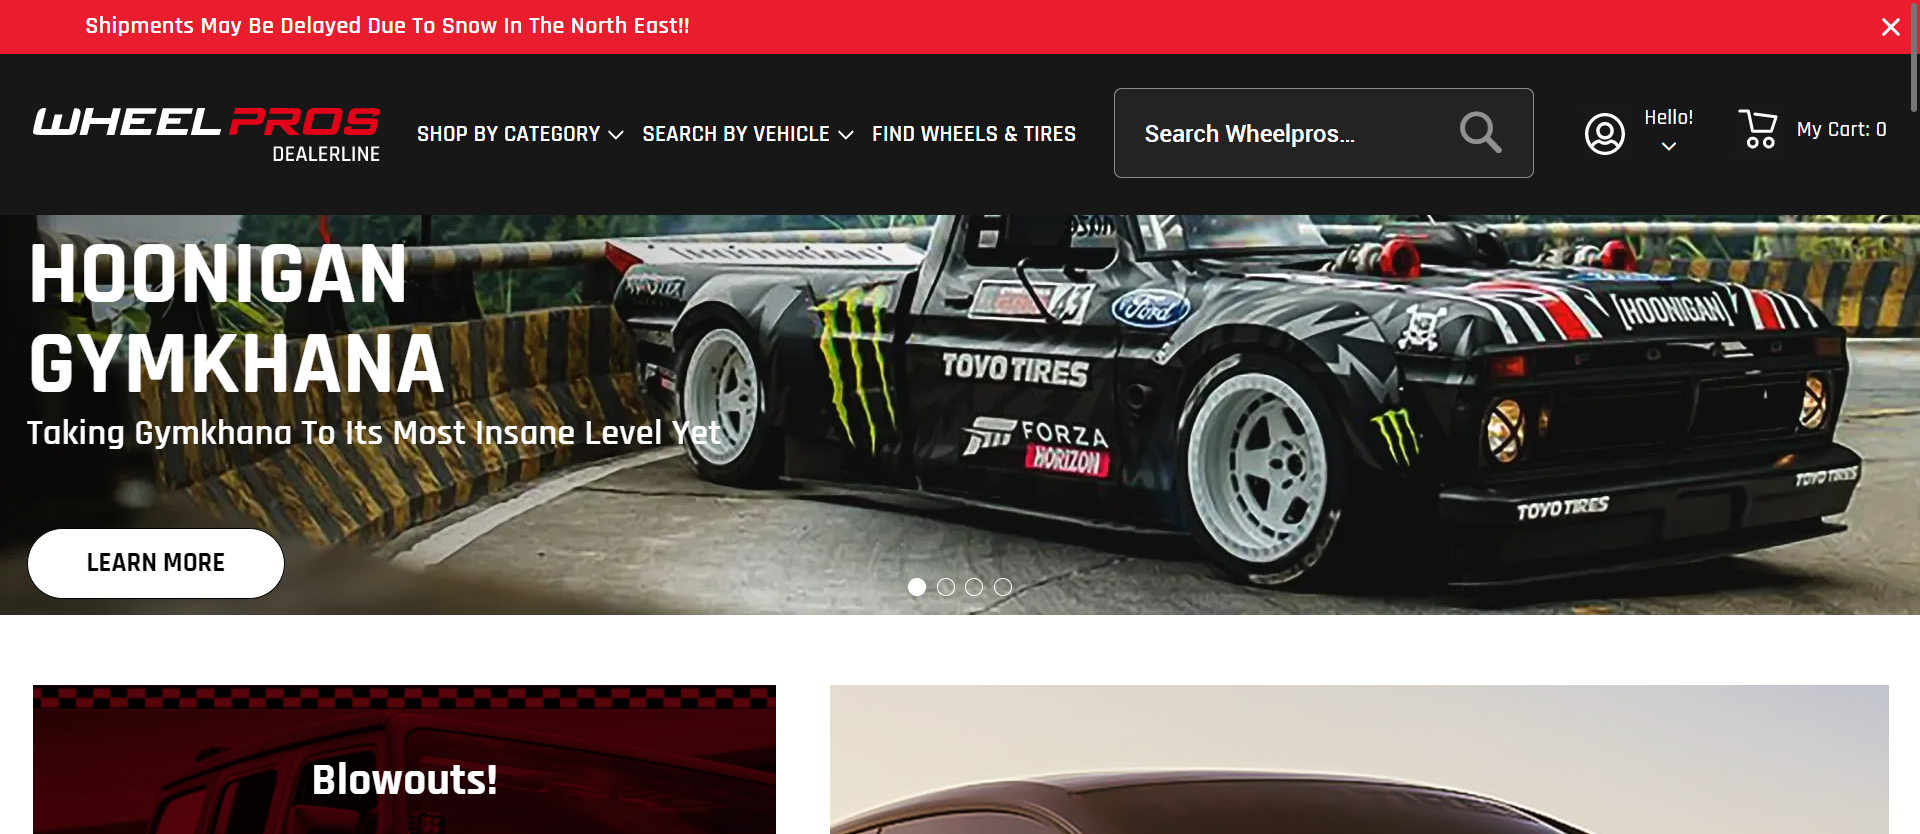 Shipments May Be Delayed Due To Snow In The North East!!
WHEEL PROS
DEALERLINE
SHOP BY CATEGORY
SEARCH BY VEHICLE
FIND WHEELS & TIRES
Search Wheelpros...
Hello!
My Cart: 0
HOONIGAN
GYMKHANA
Taking Gymkhana To Its Most Insane Level Yet
LEARN MORE
Ford
[HOONIGAN]
TOYO TIRES
FORZA
HORIZON
TOYO TIRES
TOYO TIRES
Blowouts!